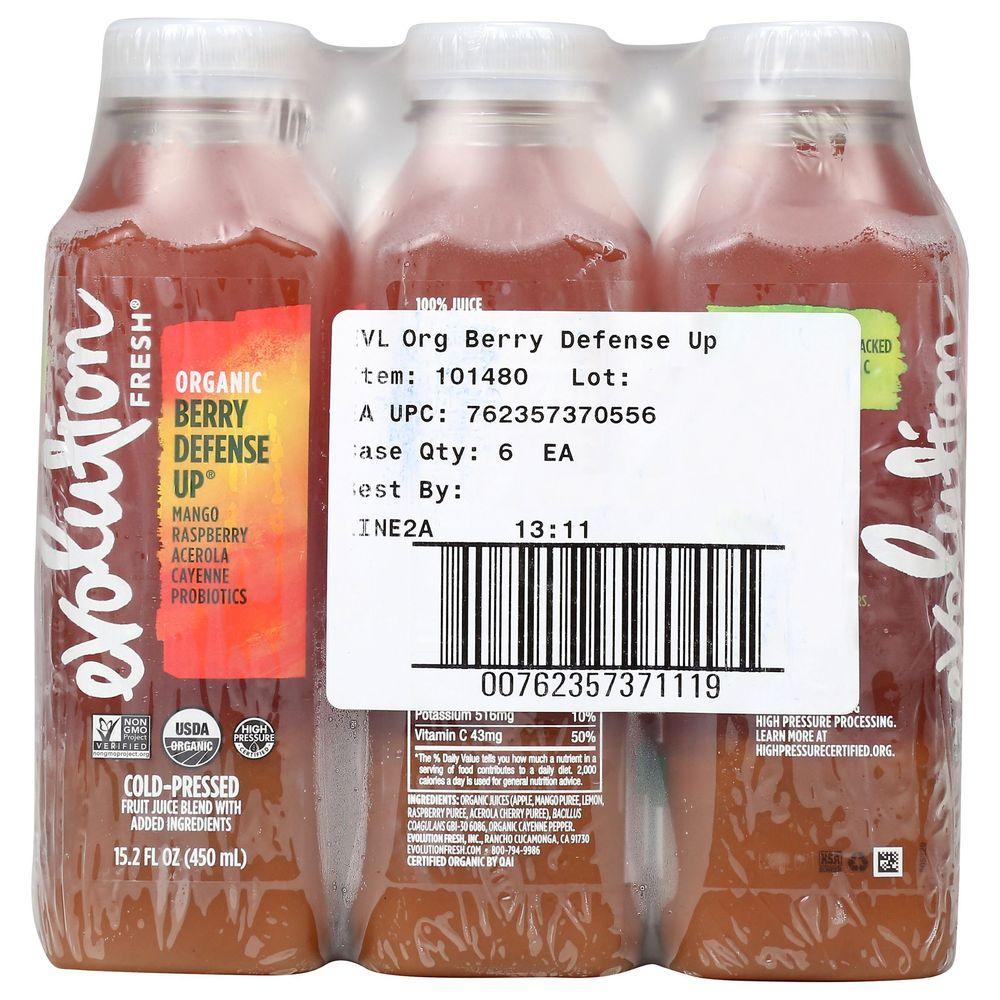 evolution
FRESH®
ORGANIC
BERRY
DEFENSE
UP®
MANGO
RASPBERRY
ACEROLA
CAYENNE
PROBIOTICS
NON
GMO
Project
VERIFIED
nongmoproject.org
USDA
ORGANIC
HIGH
PRESSURE
CERTIFIED
COLD-PRESSED
FRUIT JUICE BLEND WITH
ADDED INGREDIENTS
15.2 FL OZ (450 mL)
100% JUICE
VL Org Berry Defense Up
tem: 101480 Lot:
A UPC: 762357370556
ase Qty: 6 EA
est By:
INE2A 13:11
00762357371119
Potassium 516mg 10%
Vitamin C 43mg 50%
*The % Daily Value tells you how much a nutrient in a
serving of food contributes to a daily diet. 2,000
calories a day is used for general nutrition advice.
INGREDIENTS: ORGANIC JUICES (APPLE, MANGO PUREE, LEMON,
RASPBERRY PUREE, ACEROLA CHERRY PUREE), BACILLUS
COAGULANS GBI-30 6086, ORGANIC CAYENNE PEPPER.
EVOLUTION FRESH, INC., RANCHO CUCAMONGA, CA 91730
EVOLUTIONFRESH.COM • 800-794-9986
CERTIFIED ORGANIC BY QAI
ACKED
C
RS.
G
HIGH PRESSURE PROCESSING.
LEARN MORE AT
HIGHPRESSURECERTIFIED.ORG.
evolution